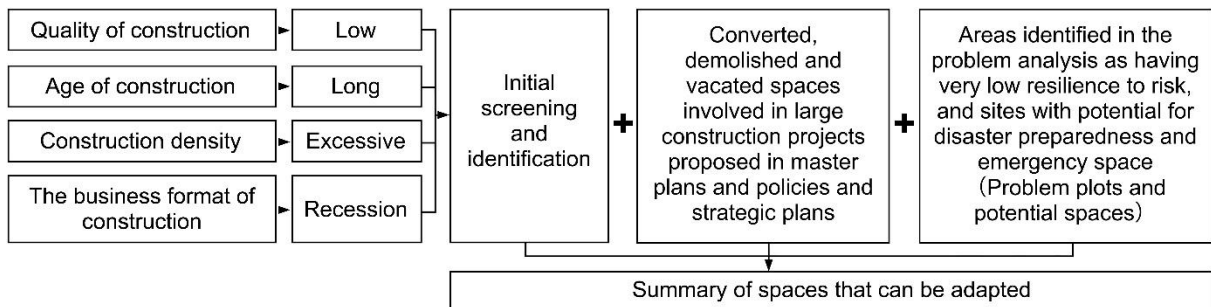 Quality of construction
Low
Age of construction
Long
Construction density
Excessive
The business format of
construction
Recession
Initial
screening
and
identification
+
Converted,
demolished and
vacated spaces
involved in large
construction projects
proposed in master
plans and policies and
strategic plans
+
Areas identified in the
problem analysis as having
very low resilience to risk,
and sites with potential for
disaster preparedness and
emergency space
（Problem plots and
potential spaces）
Summary of spaces that can be adapted